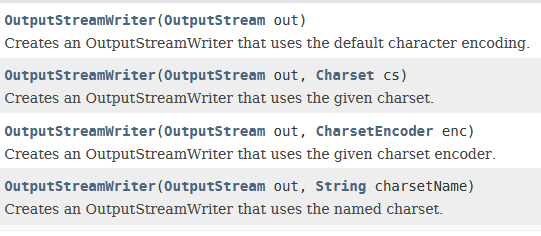 OutputStreamWriter(OutputStream out)
Creates an OutputStreamWriter that uses the default character encoding.
OutputStreamWriter(OutputStream out, Charset cs)
Creates an OutputStreamWriter that uses the given charset.
OutputStreamWriter(OutputStream out, CharsetEncoder enc)
Creates an OutputStreamWriter that uses the given charset encoder.
OutputStreamWriter(OutputStream out, String charsetName)
Creates an OutputStreamWriter that uses the named charset.